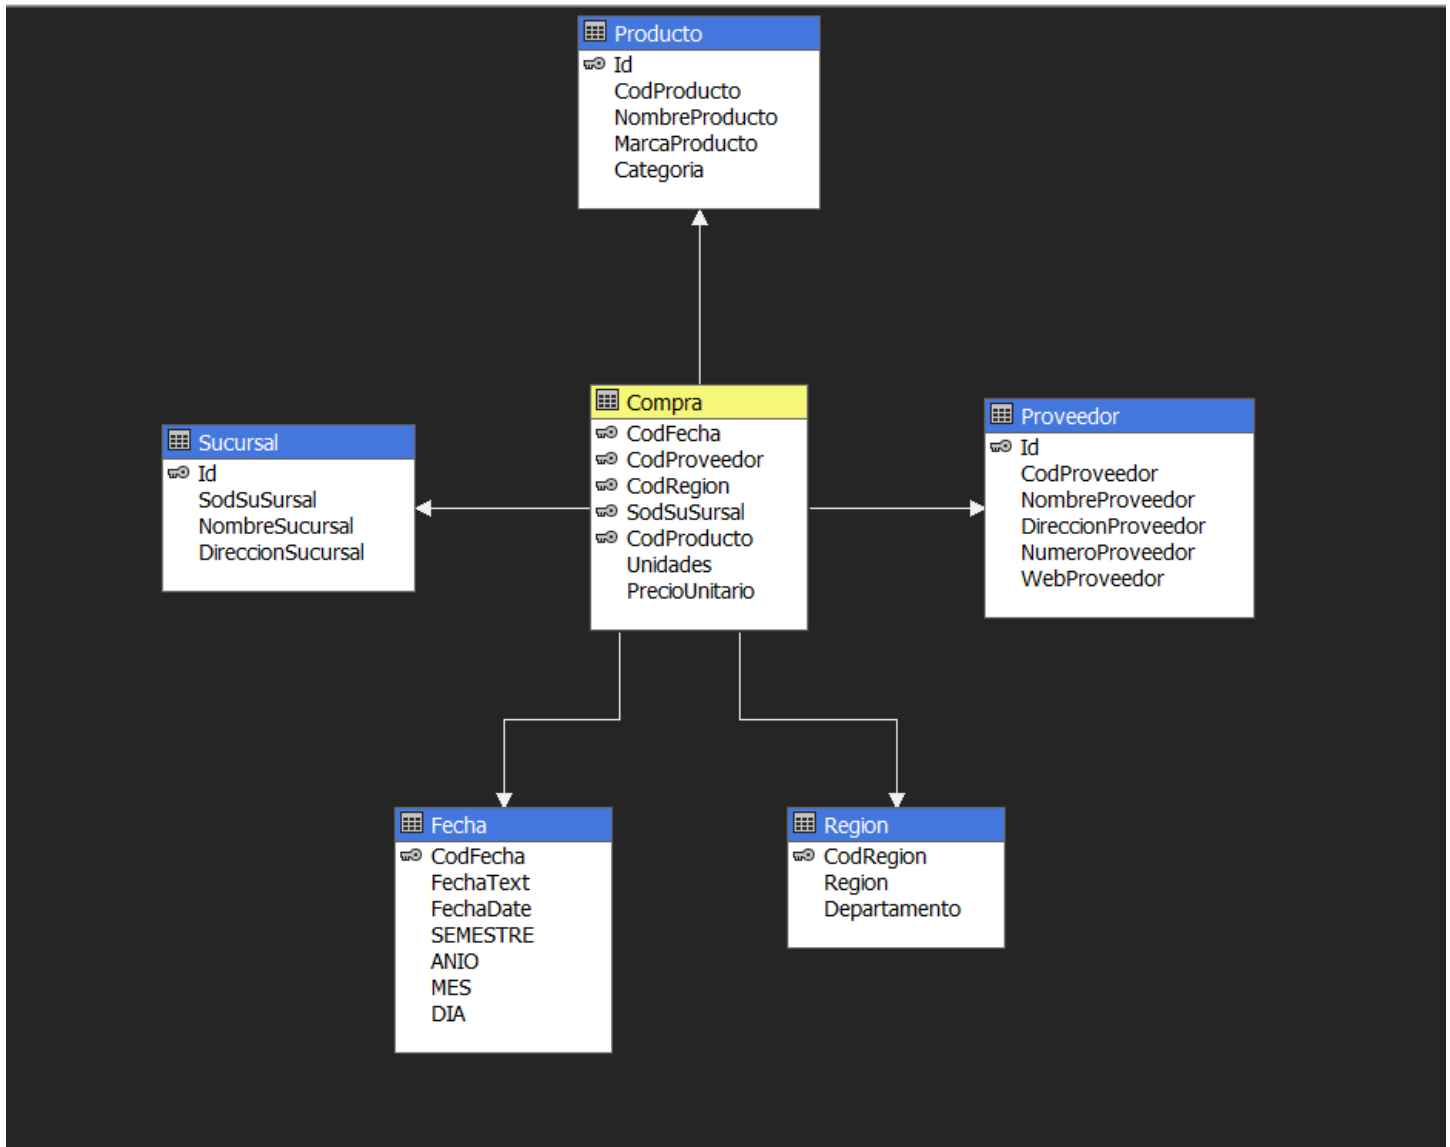 Producto
Id
CodProducto
NombreProducto
MarcaProducto
Categoria
Compra
CodFecha
CodProveedor
CodRegion
SodSuSursal
CodProducto
Unidades
PrecioUnitario
Sucursal
Id
SodSuSursal
NombreSucursal
DireccionSucursal
Proveedor
Id
CodProveedor
NombreProveedor
DireccionProveedor
NumeroProveedor
WebProveedor
Fecha
CodFecha
FechaText
FechaDate
SEMESTRE
ANIO
MES
DIA
Region
CodRegion
Region
Departamento